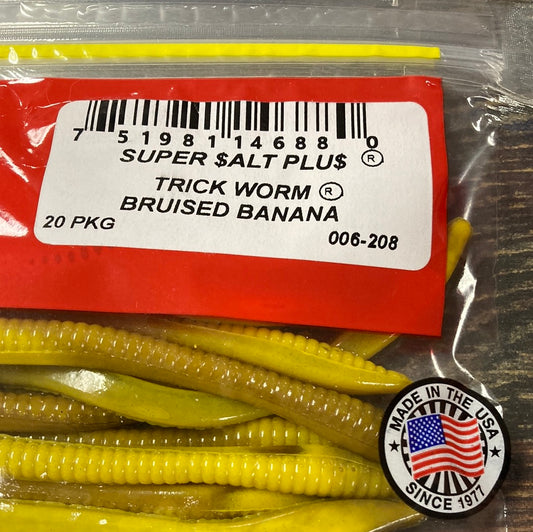 7 51981 14688 0
SUPER $ALT PLU$ ®
TRICK WORM ®
BRUISED BANANA
20 PKG
006-208
MADE IN THE USA
SINCE 1977